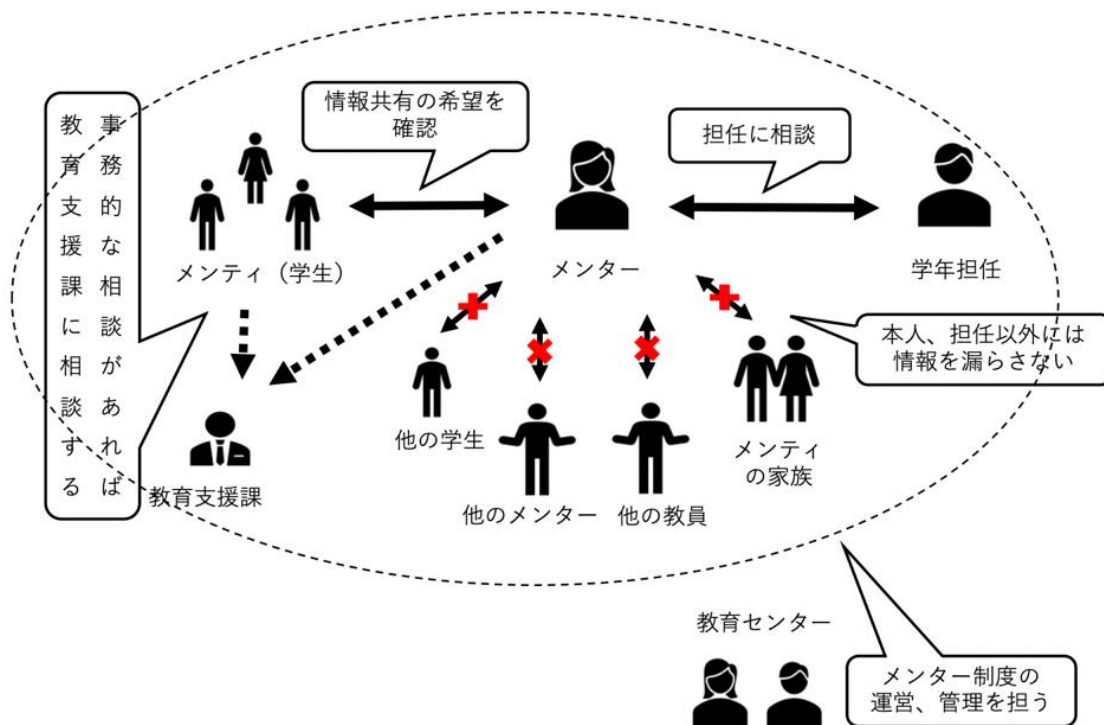 情報共有の希望を
確認
担任に相談
事務的な相談があれば
教育支援課に相談する
メンティ（学生）
メンター
学年担任
本人、担任以外には
情報を漏らさない
他の学生
メンティ
の家族
教育支援課
他のメンター
他の教員
教育センター
メンター制度の
運営、管理を担う